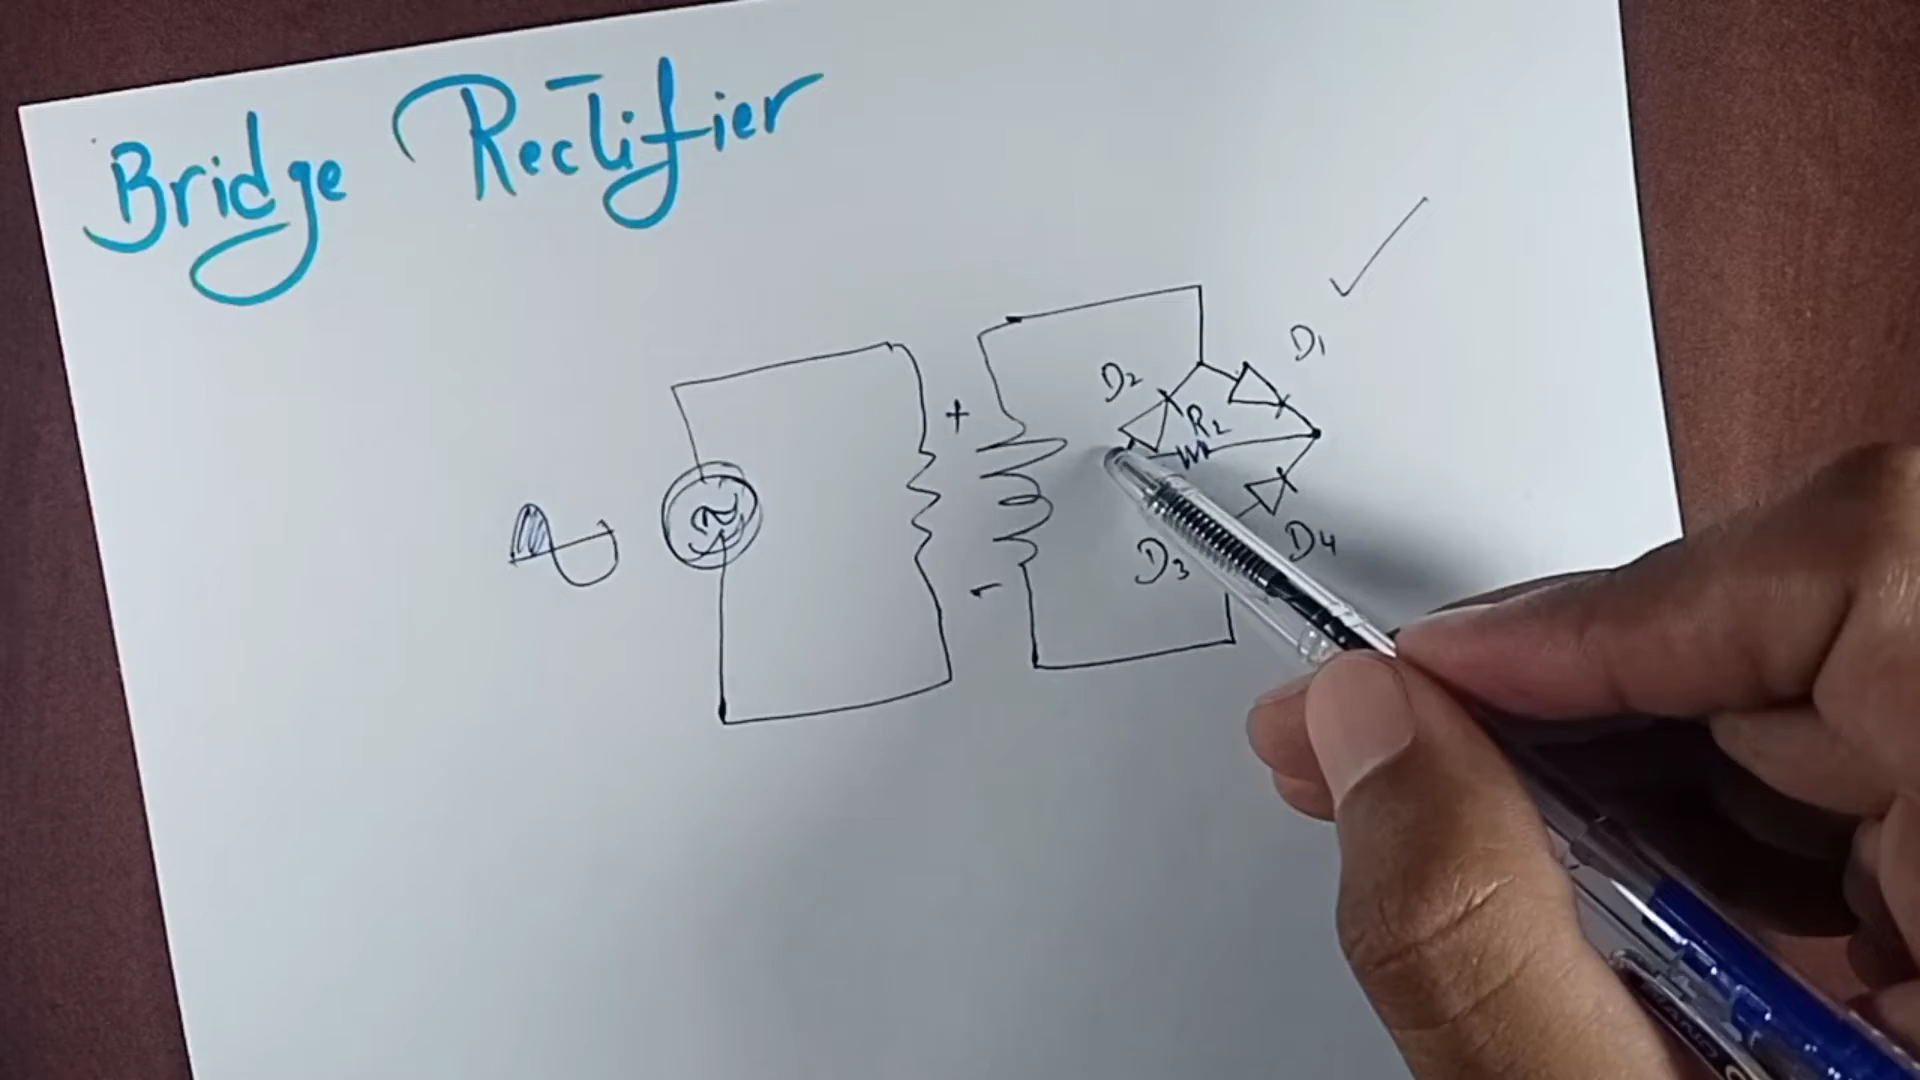 Bridge Rectifier
D1
D2
R2
+
D4
D3
-